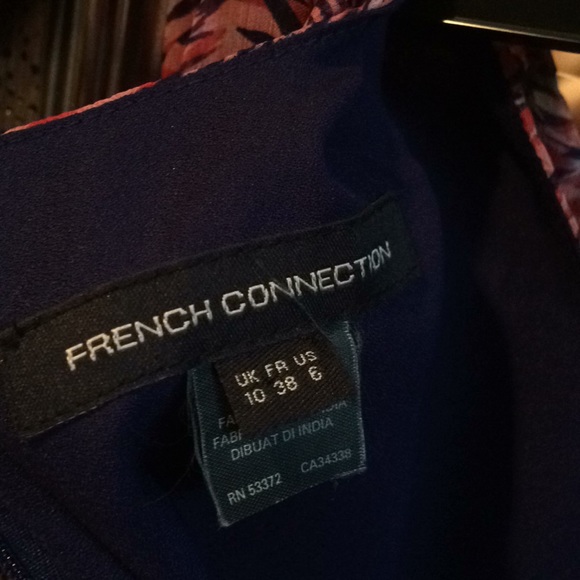 FRENCH CONNECTION
UK FR US
10 38 6
DIBUAT DI INDIA
RN 53372 CA34338